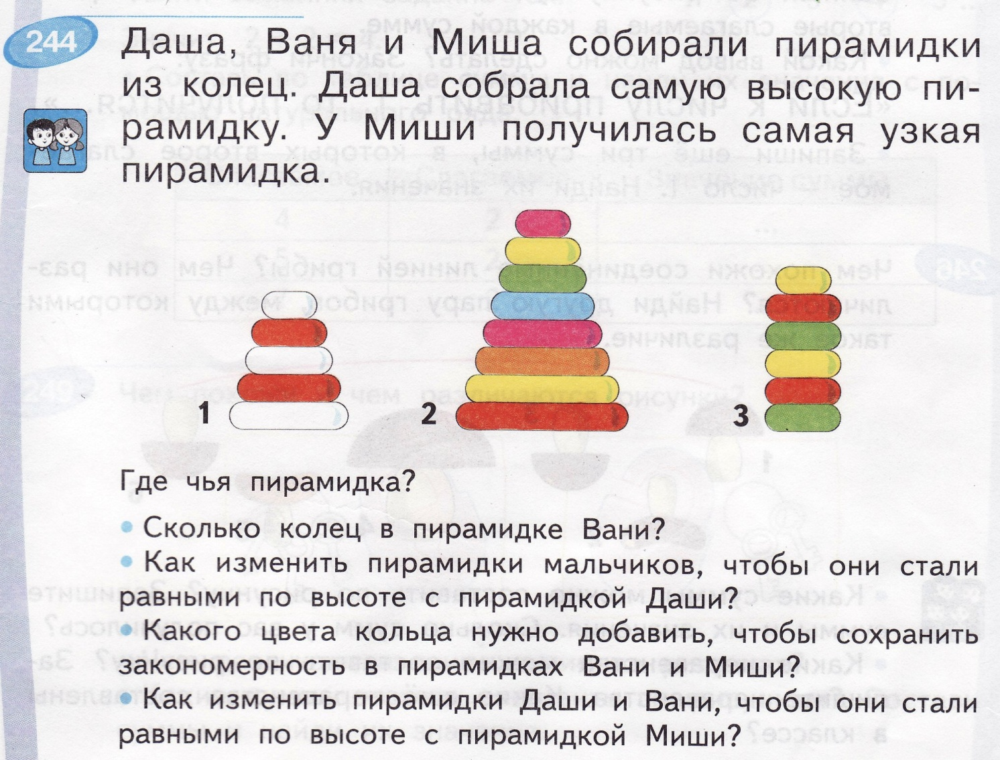 244
Даша, Ваня и Миша собирали пирамидки
из колец. Даша собрала самую высокую пи-
рамидку. У Миши получилась самая узкая
пирамидка.
1 2 3
Где чья пирамидка?
• Сколько колец в пирамидке Вани?
• Как изменить пирамидки мальчиков, чтобы они стали
равными по высоте с пирамидкой Даши?
• Какого цвета кольца нужно добавить, чтобы сохранить
закономерность в пирамидках Вани и Миши?
• Как изменить пирамидки Даши и Вани, чтобы они стали
равными по высоте с пирамидкой Миши?